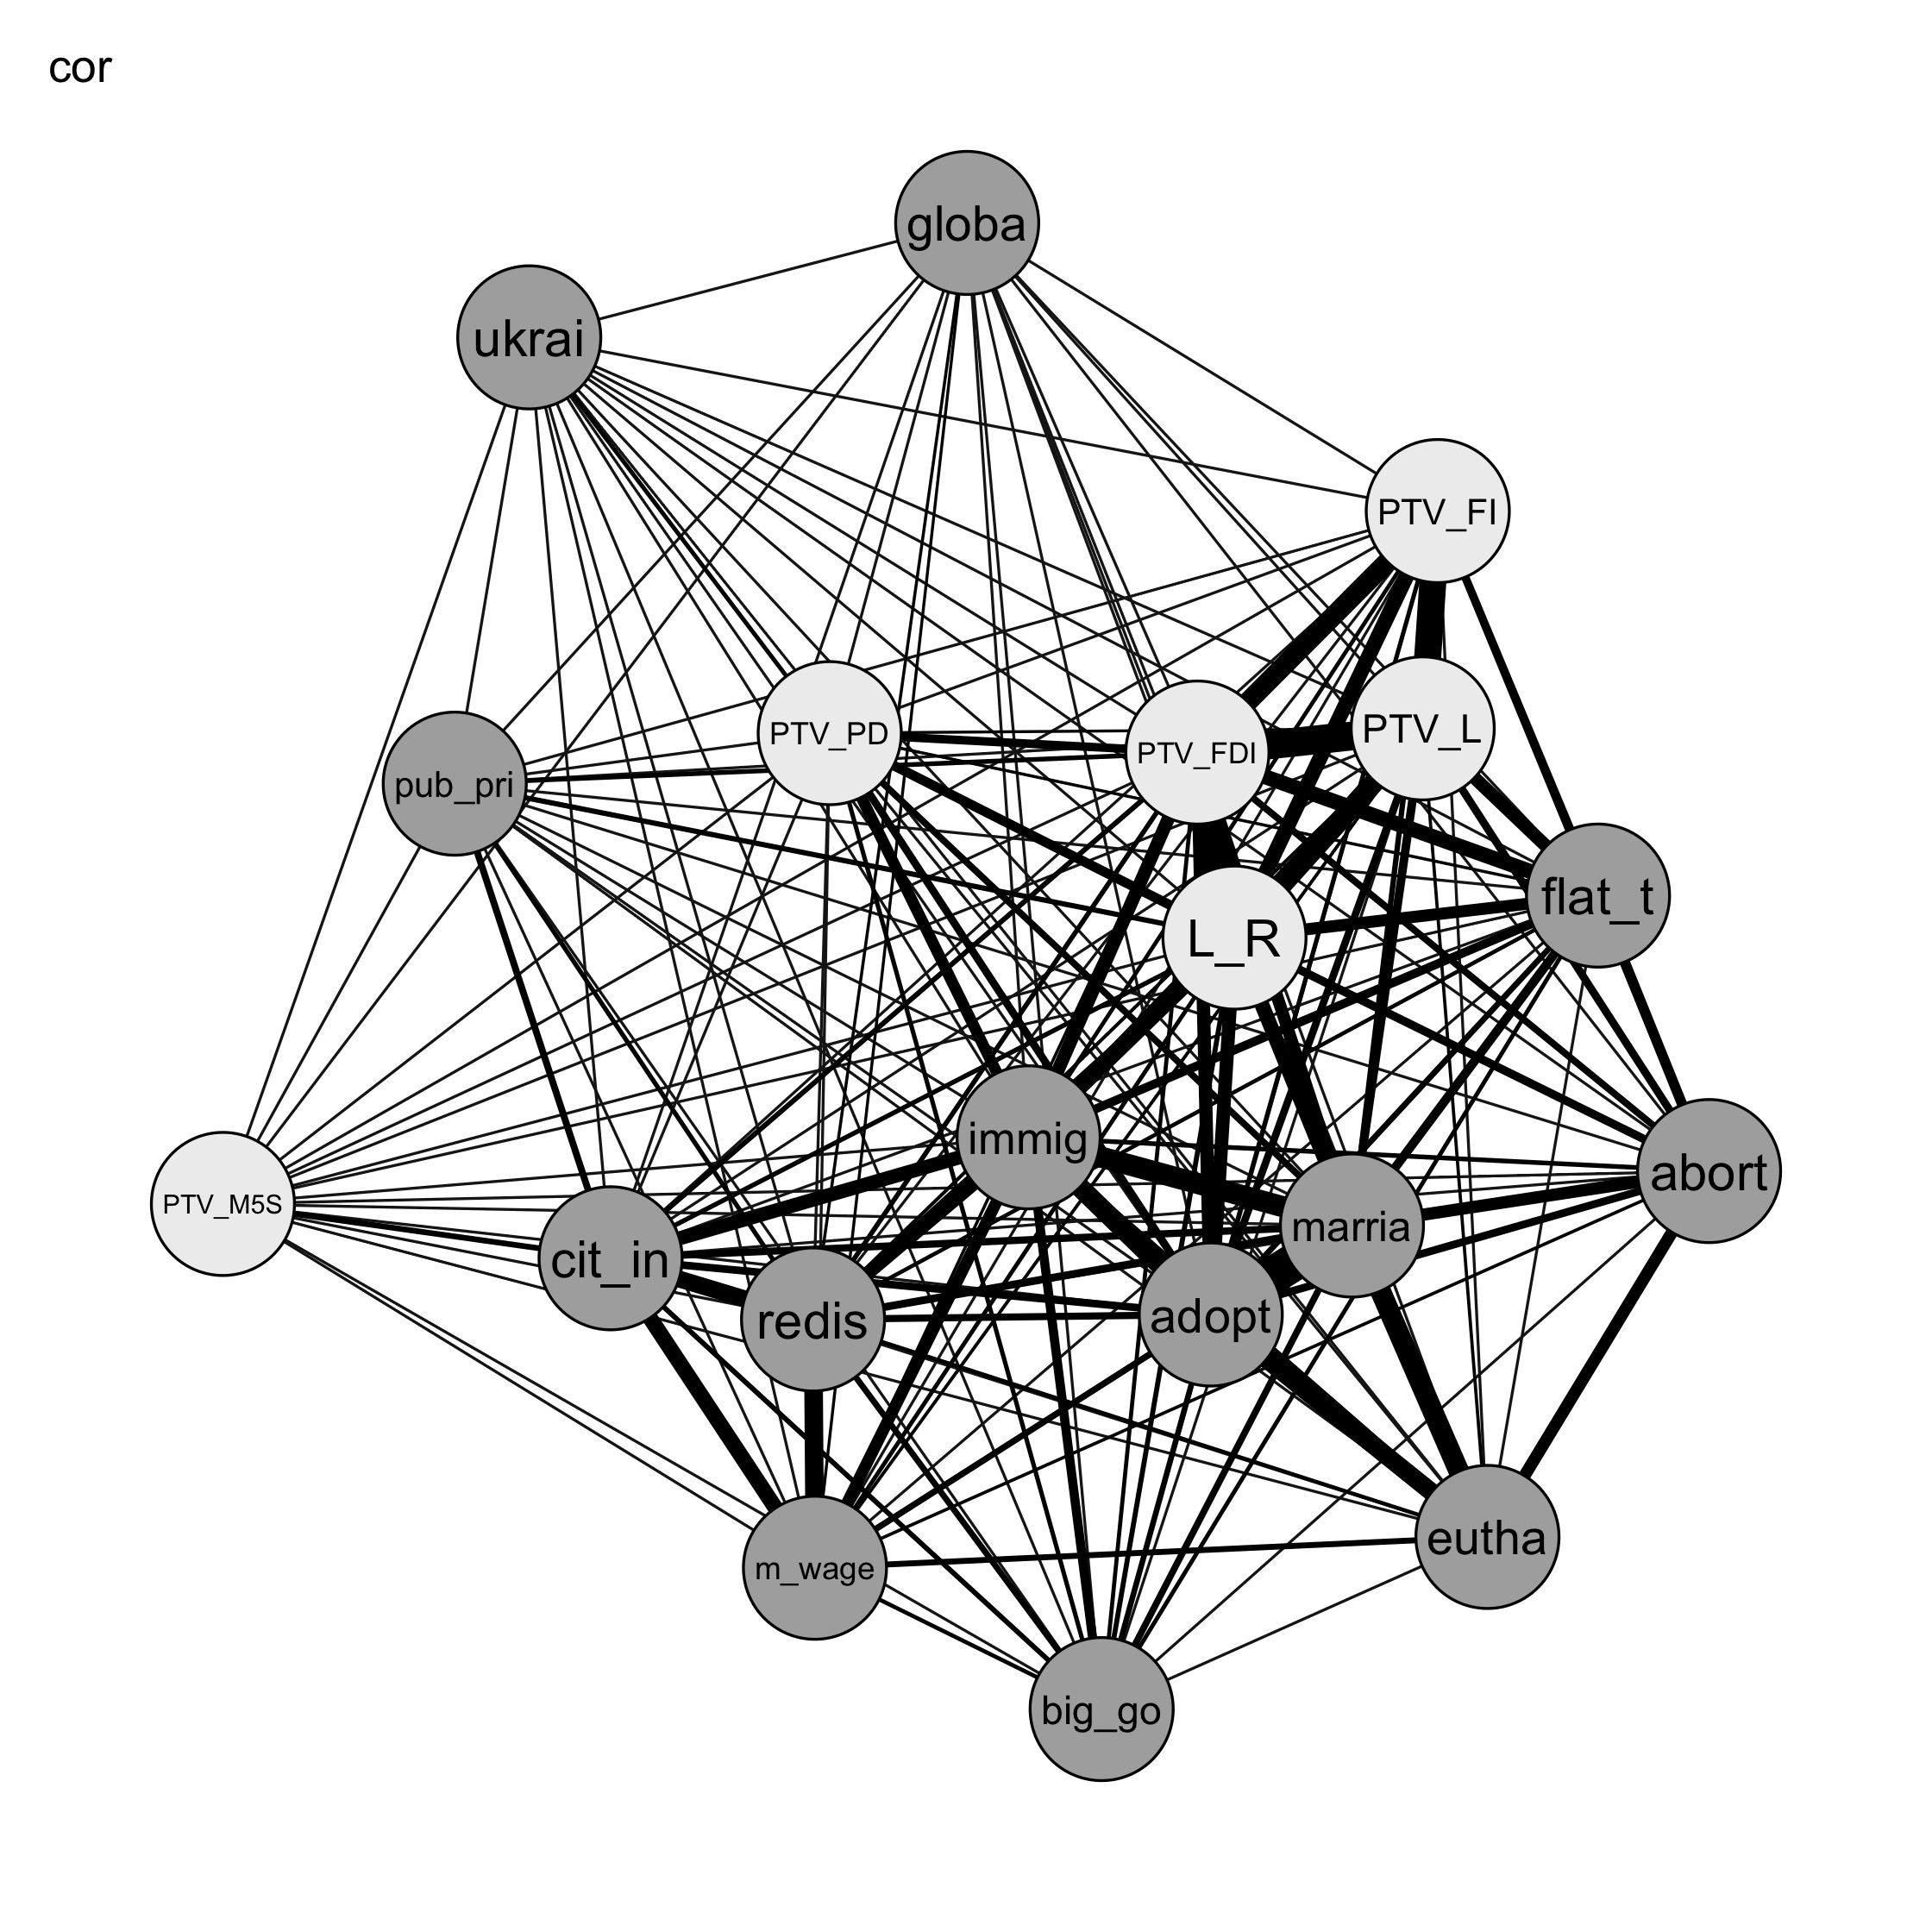 cor
globa
ukrai
PTV_FI
PTV_PD
PTV_FDI
PTV_L
pub_pri
flat_t
L_R
immig
abort
PTV_M5S
cit_in
marria
redis
adopt
eutha
m_wage
big_go